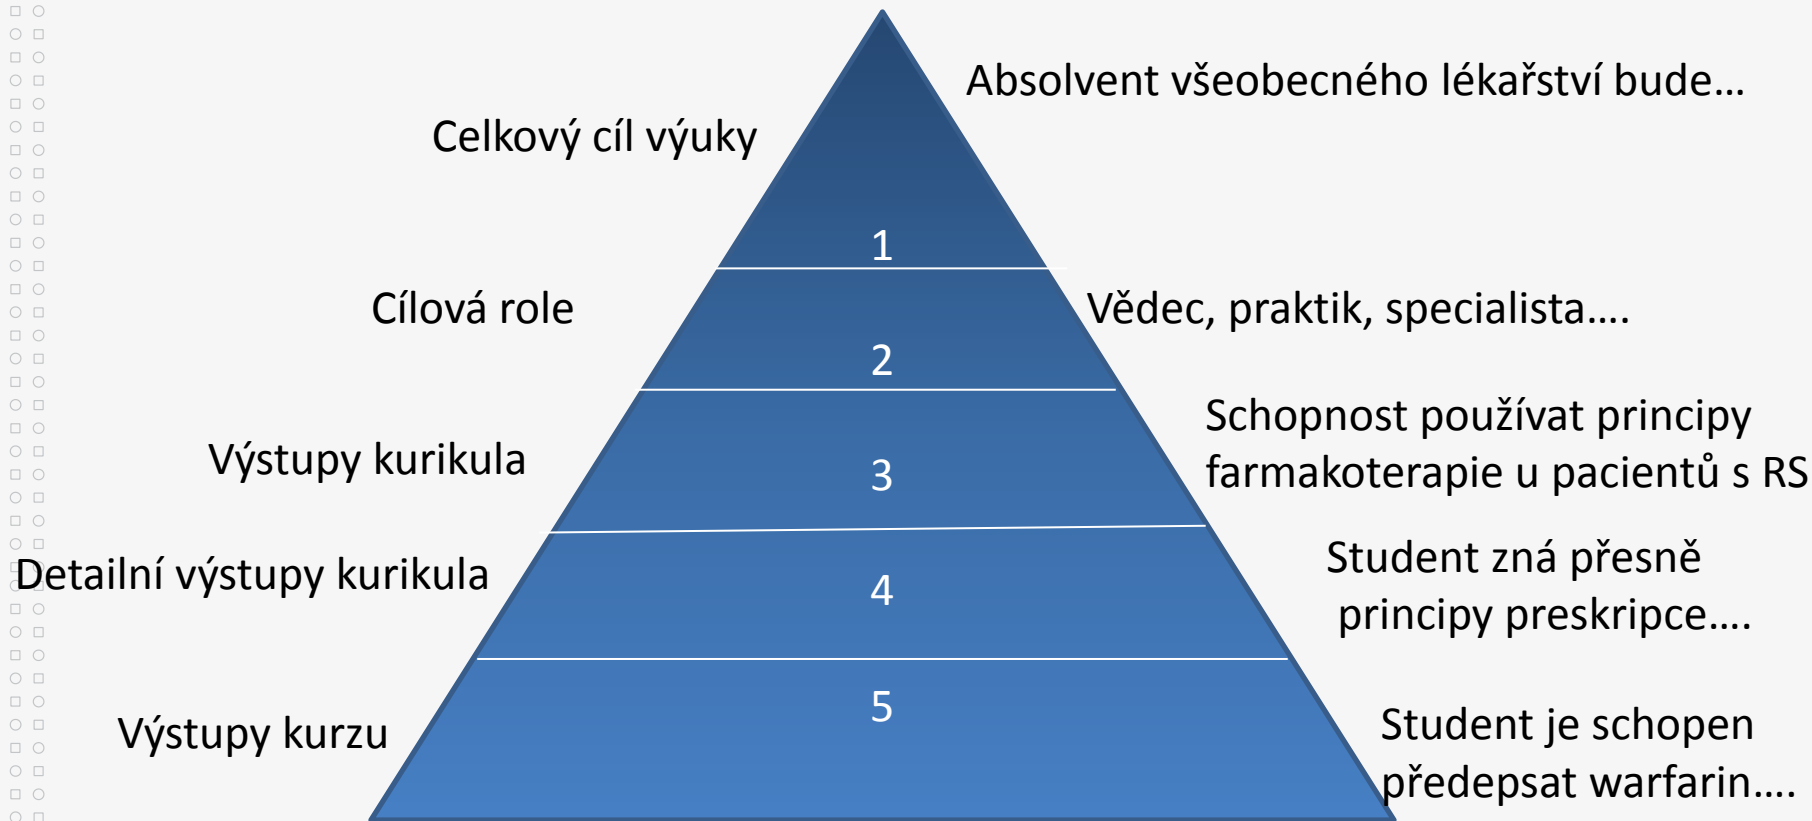 Absolvent všeobecného lékařství bude…
Celkový cíl výuky
1
Cílová role
Vědec, praktik, specialista….
2
Schopnost používat principy
farmakoterapie u pacientů s RS
Výstupy kurikula
3
Student zná přesně
principy preskripce….
Detailní výstupy kurikula
4
5
Výstupy kurzu
Student je schopen
předepsat warfarin….